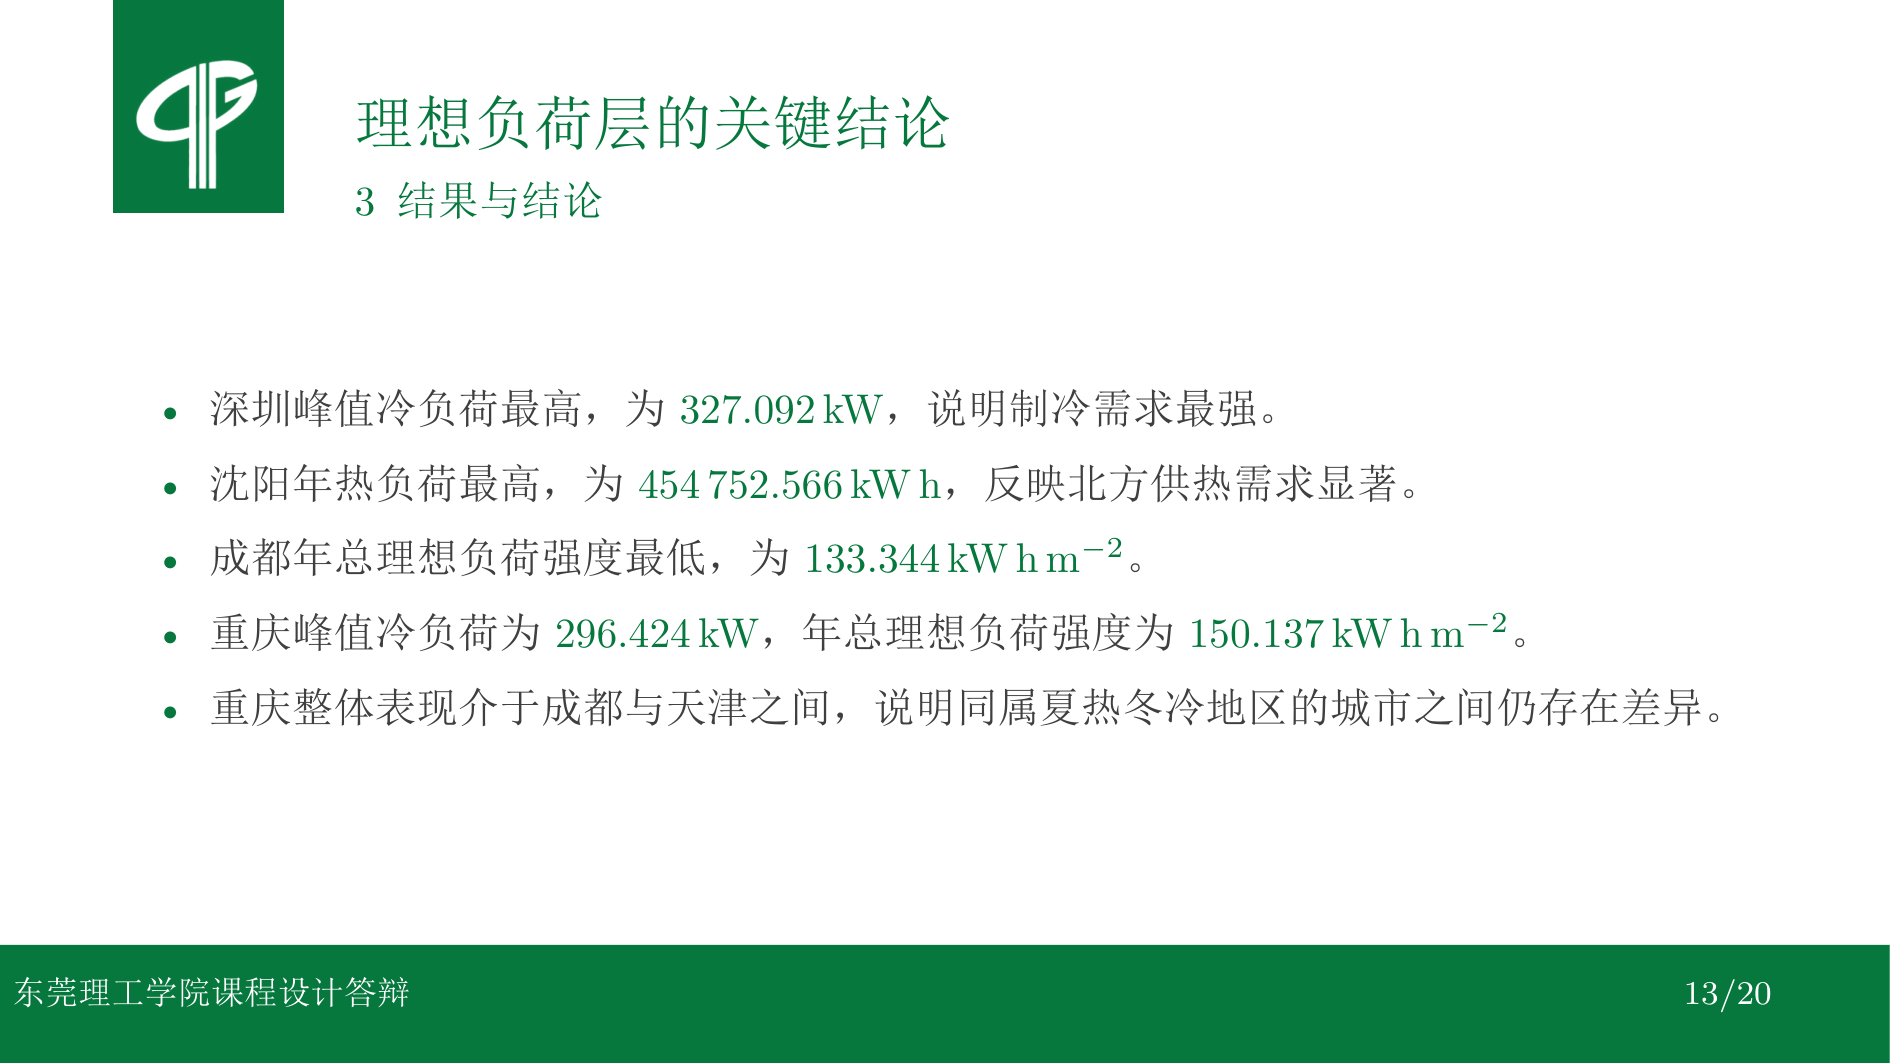 理想负荷层的关键结论
3 结果与结论
• 深圳峰值冷负荷最高，为 327.092 kW，说明制冷需求最强。
• 沈阳年热负荷最高，为 454 752.566 kW h，反映北方供热需求显著。
• 成都年总理想负荷强度最低，为 133.344 kW h m⁻²。
• 重庆峰值冷负荷为 296.424 kW，年总理想负荷强度为 150.137 kW h m⁻²。
• 重庆整体表现介于成都与天津之间，说明同属夏热冬冷地区的城市之间仍存在差异。
东莞理工学院课程设计答辩
13/20